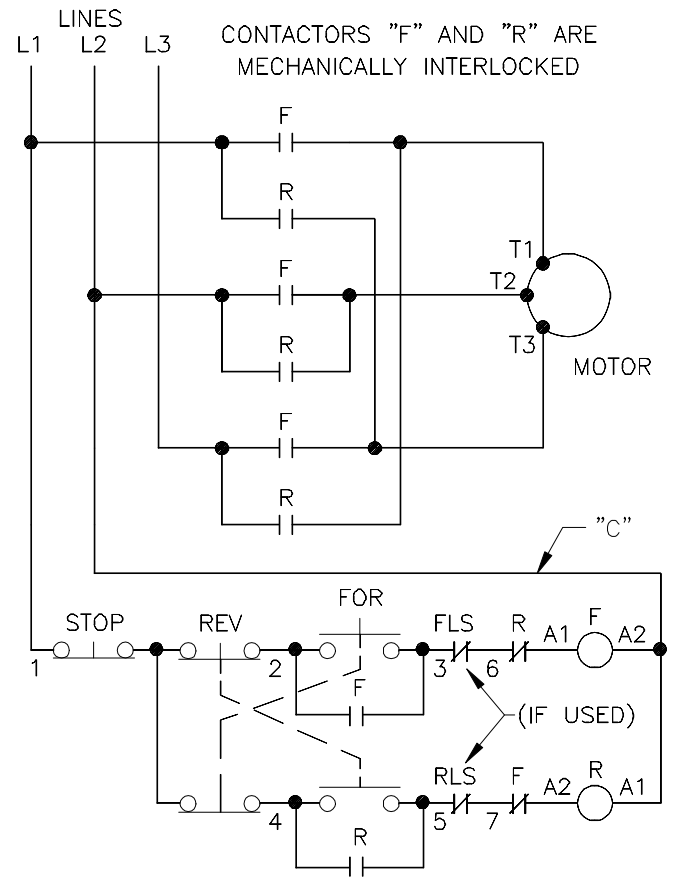 LINES
L1 L2 L3
CONTACTORS "F" AND "R" ARE
MECHANICALLY INTERLOCKED
F
R
F
R
F
R
T1
T2
T3
MOTOR
"C"
STOP REV FOR FLS R A1 F A2
1 2 3 6
F
(IF USED)
RLS F A2 R A1
4 5 7
R